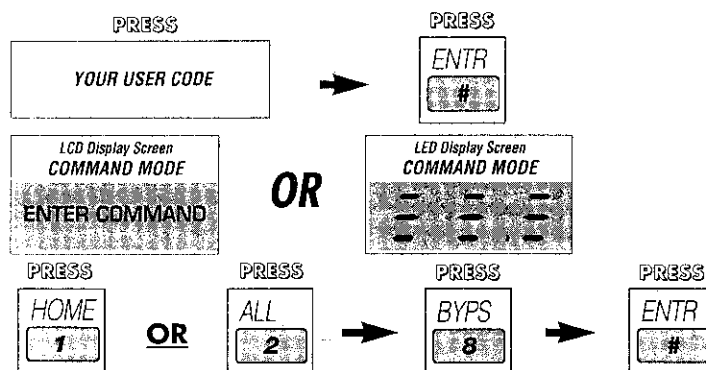 PRESS PRESS
YOUR USER CODE
ENTR
#
LCD Display Screen
COMMAND MODE
ENTER COMMAND
OR
LED Display Screen
COMMAND MODE
PRESS PRESS PRESS PRESS
HOME
1
OR
ALL
2
BYPS
8
ENTR
#